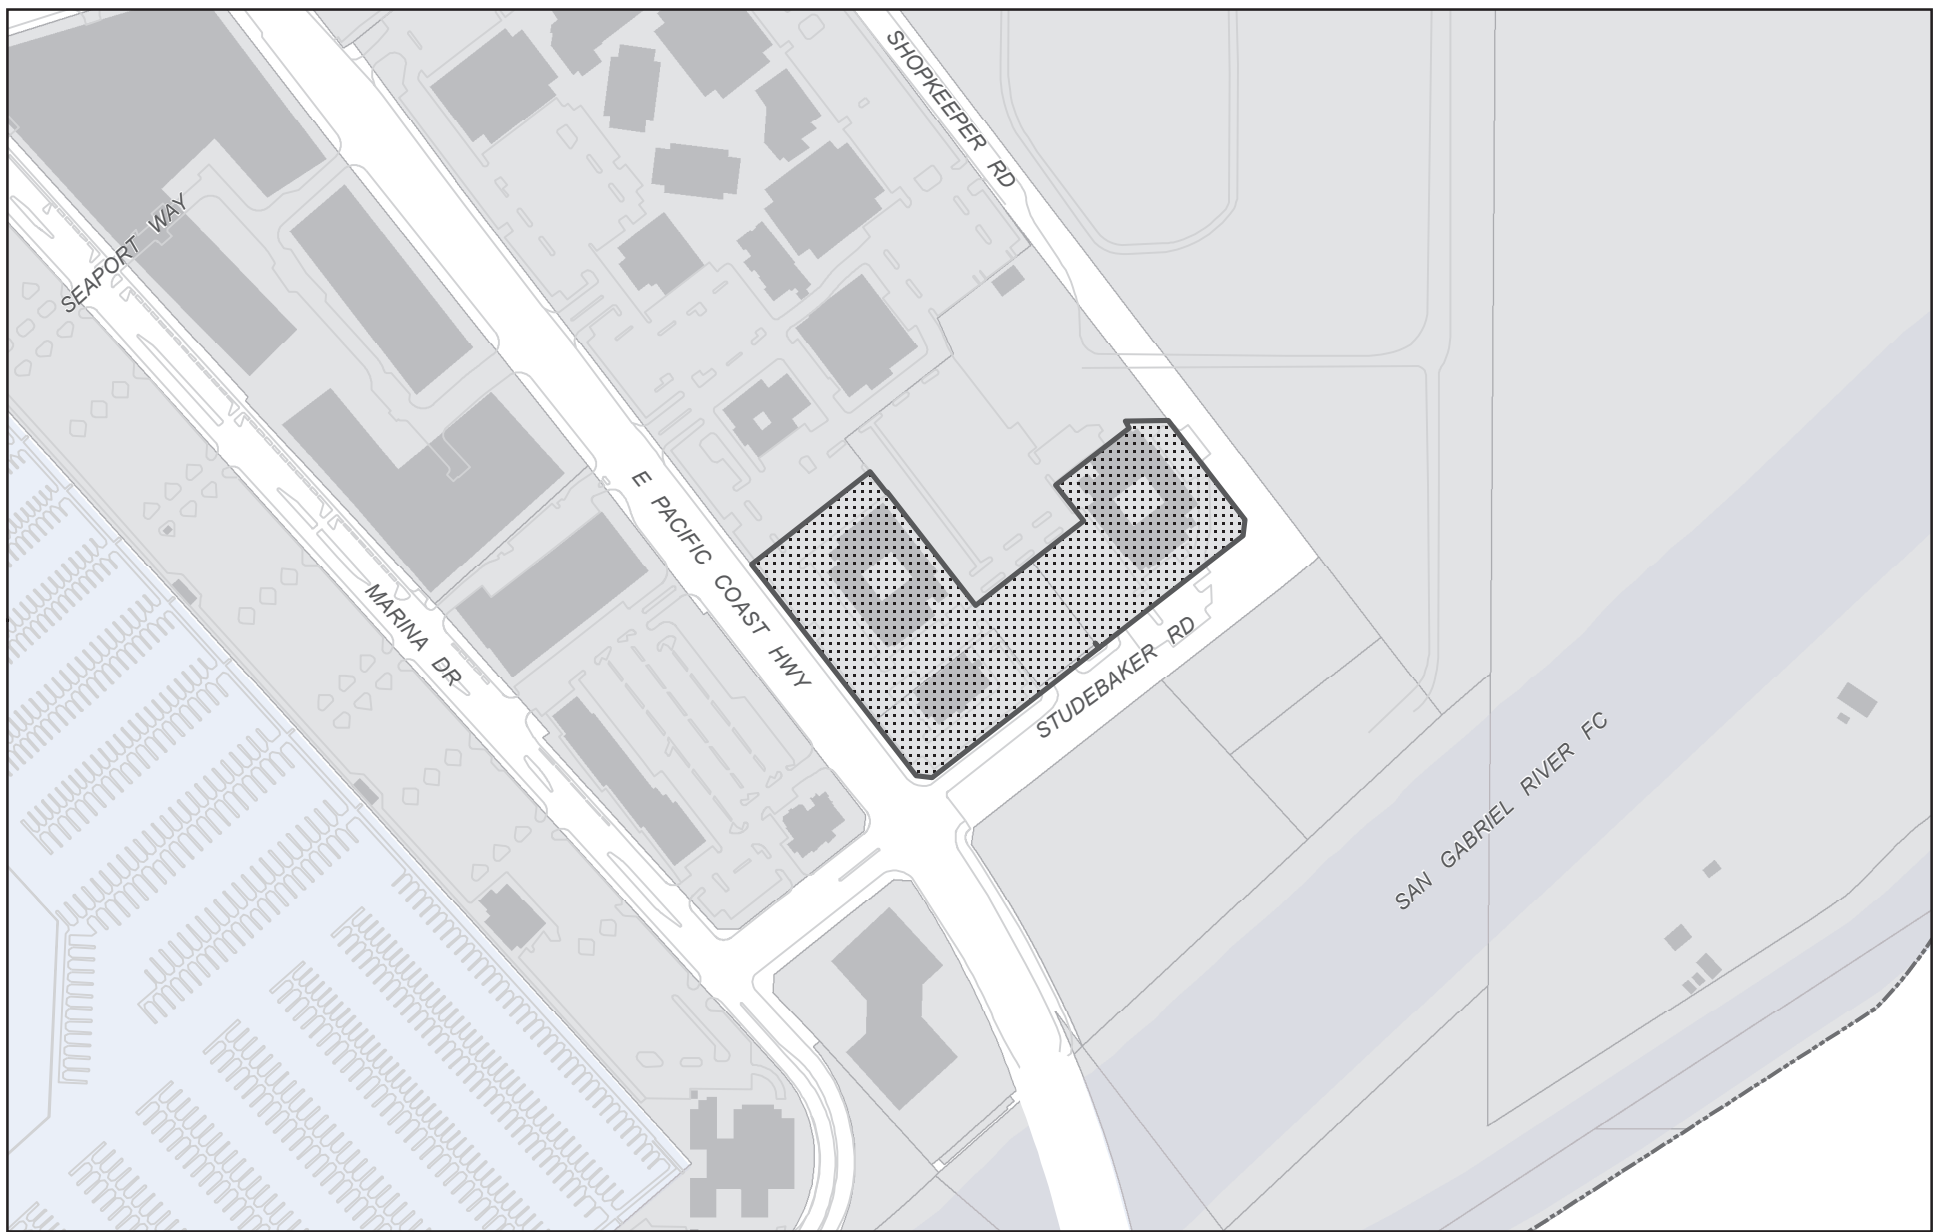 SHOPKEEPER RD
SEAPORT WAY
E PACIFIC COAST HWY
MARINA DR
STUDEBAKER RD
SAN GABRIEL RIVER FC